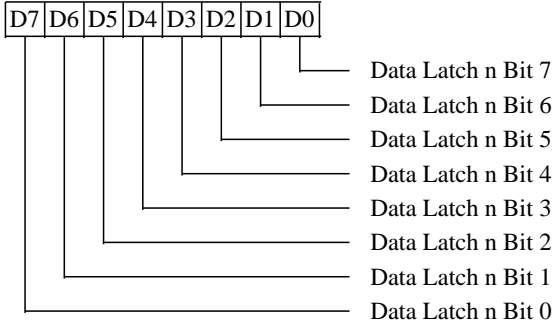 D7 D6 D5 D4 D3 D2 D1 D0
Data Latch n Bit 7
Data Latch n Bit 6
Data Latch n Bit 5
Data Latch n Bit 4
Data Latch n Bit 3
Data Latch n Bit 2
Data Latch n Bit 1
Data Latch n Bit 0